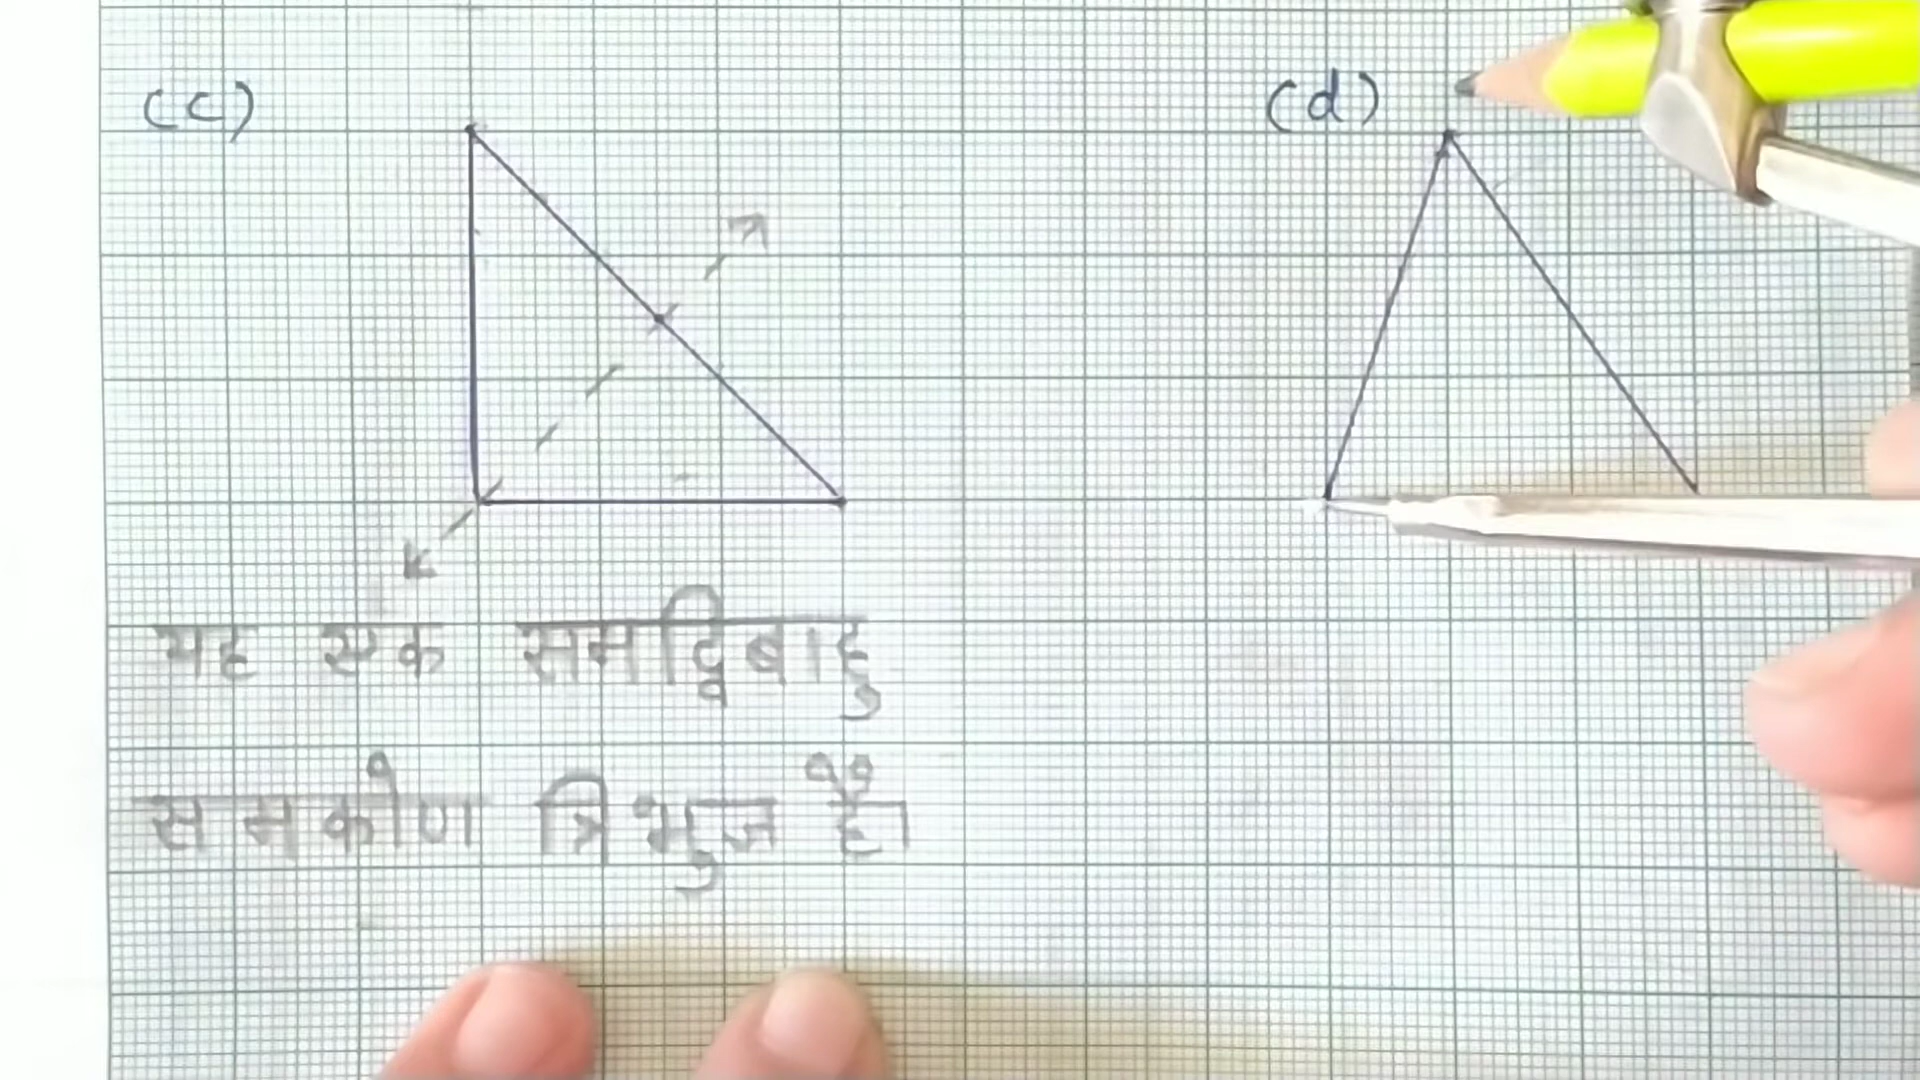 (c)
(d)
यह एक समद्विबाहु
समकोण त्रिभुज है।